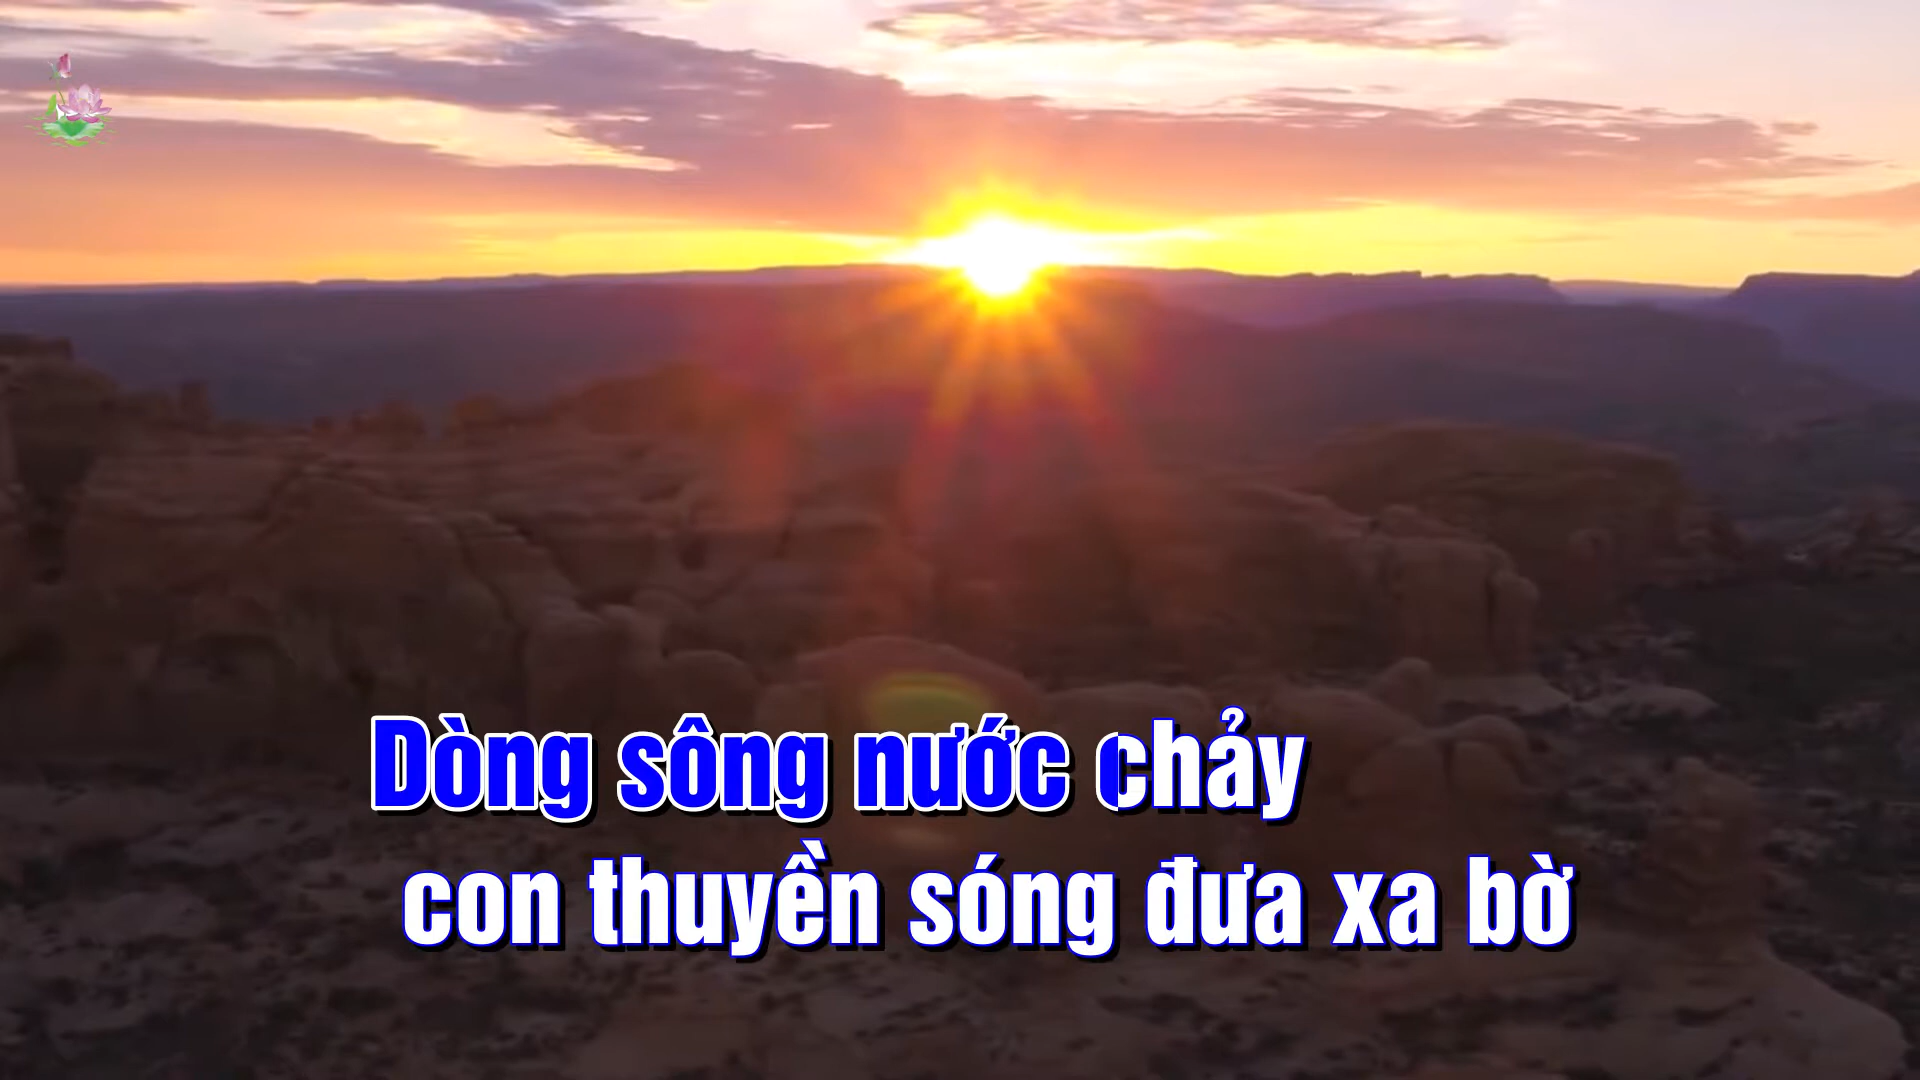 Dòng sông nước chảy
con thuyền sóng đưa xa bờ